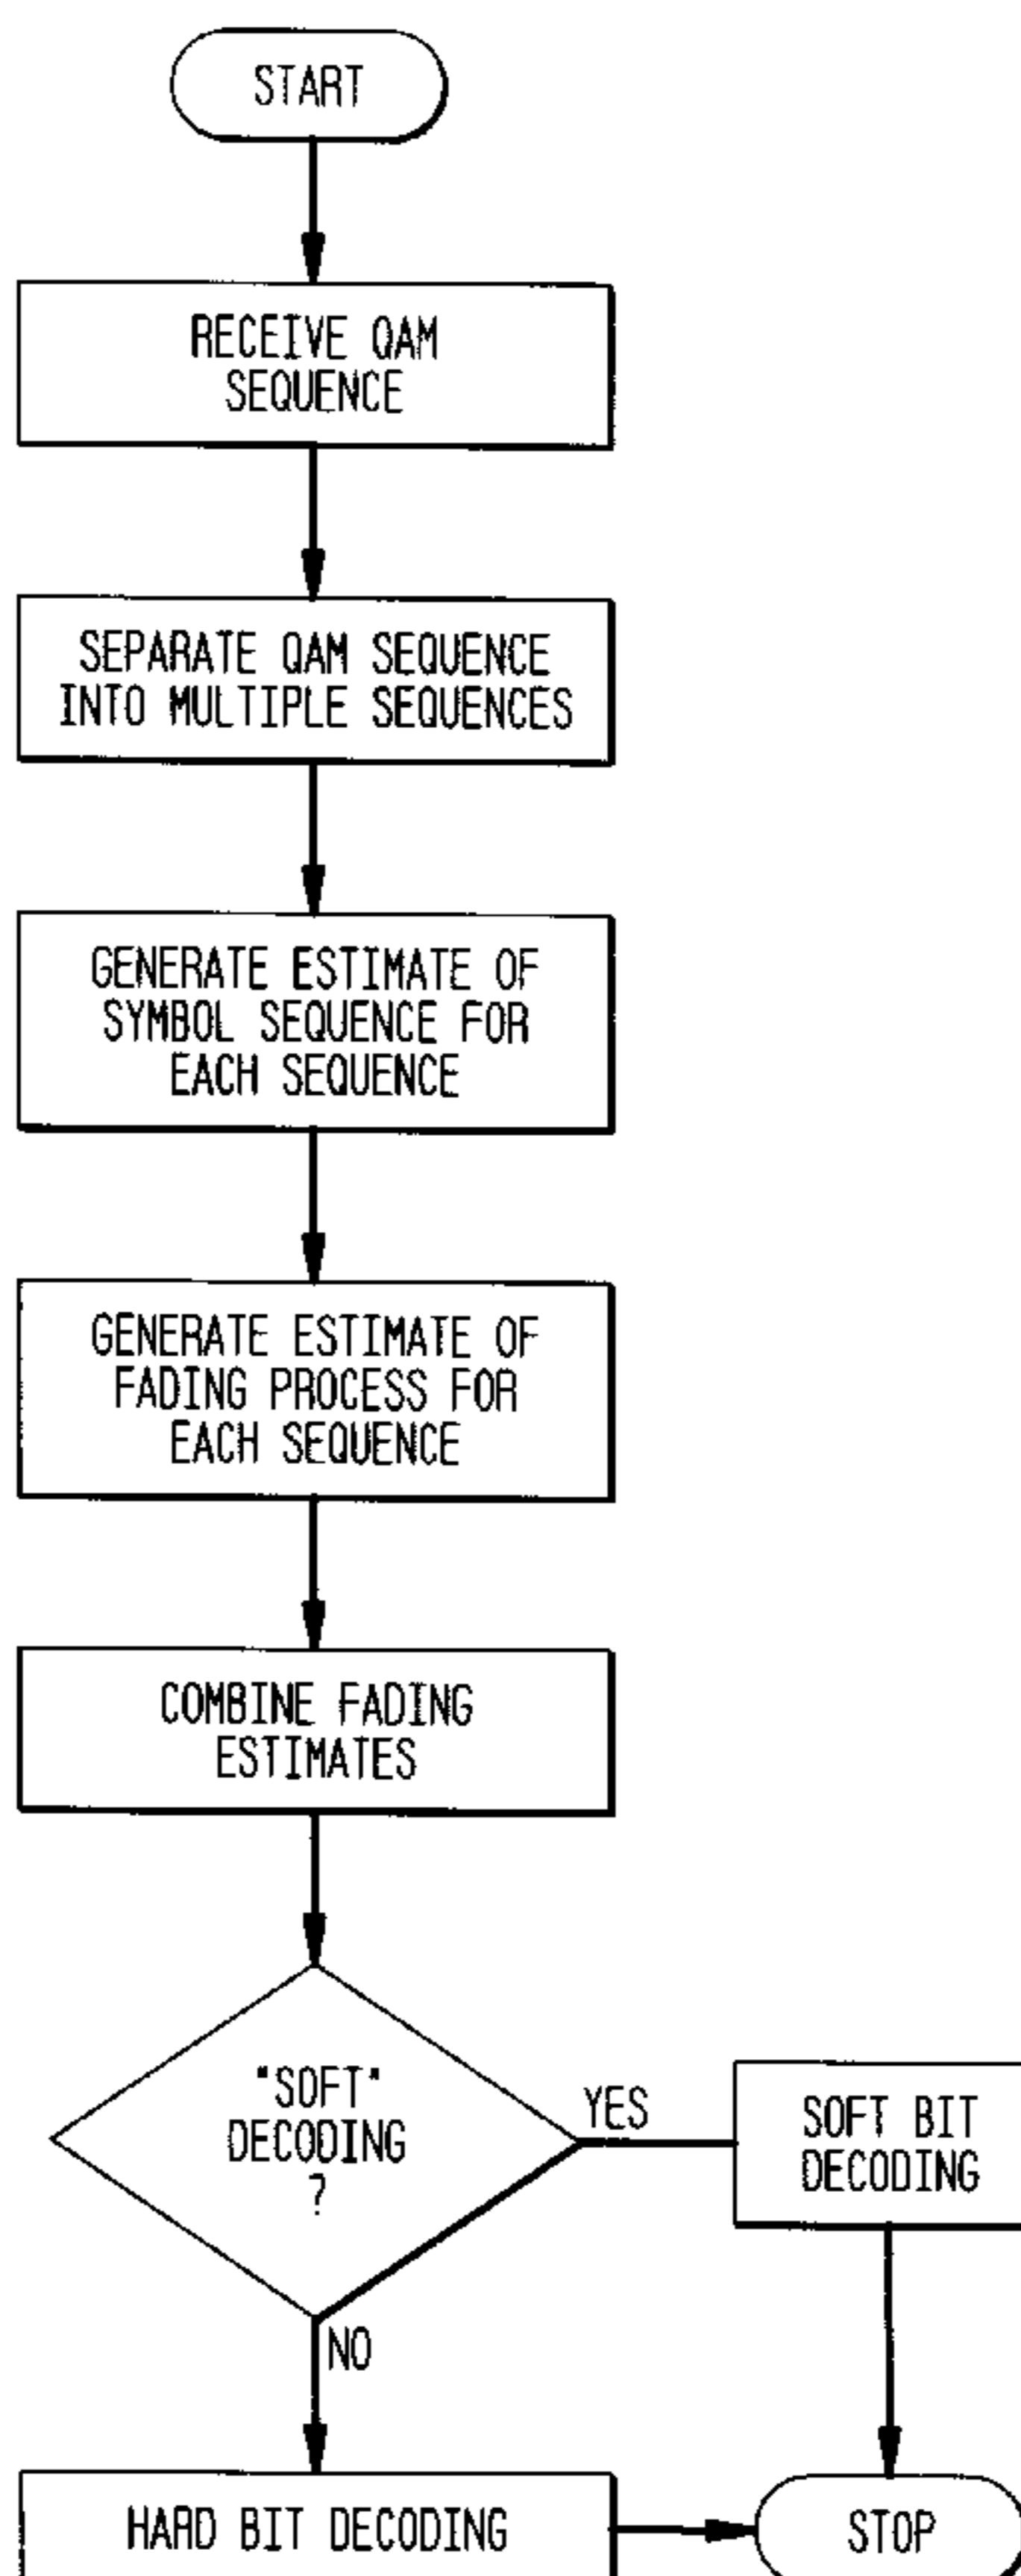 START
RECEIVE QAM
SEQUENCE
SEPARATE QAM SEQUENCE
INTO MULTIPLE SEQUENCES
GENERATE ESTIMATE OF
SYMBOL SEQUENCE FOR
EACH SEQUENCE
GENERATE ESTIMATE OF
FADING PROCESS FOR
EACH SEQUENCE
COMBINE FADING
ESTIMATES
"SOFT"
DECODING
?
YES
SOFT BIT
DECODING
NO
HARD BIT DECODING
STOP